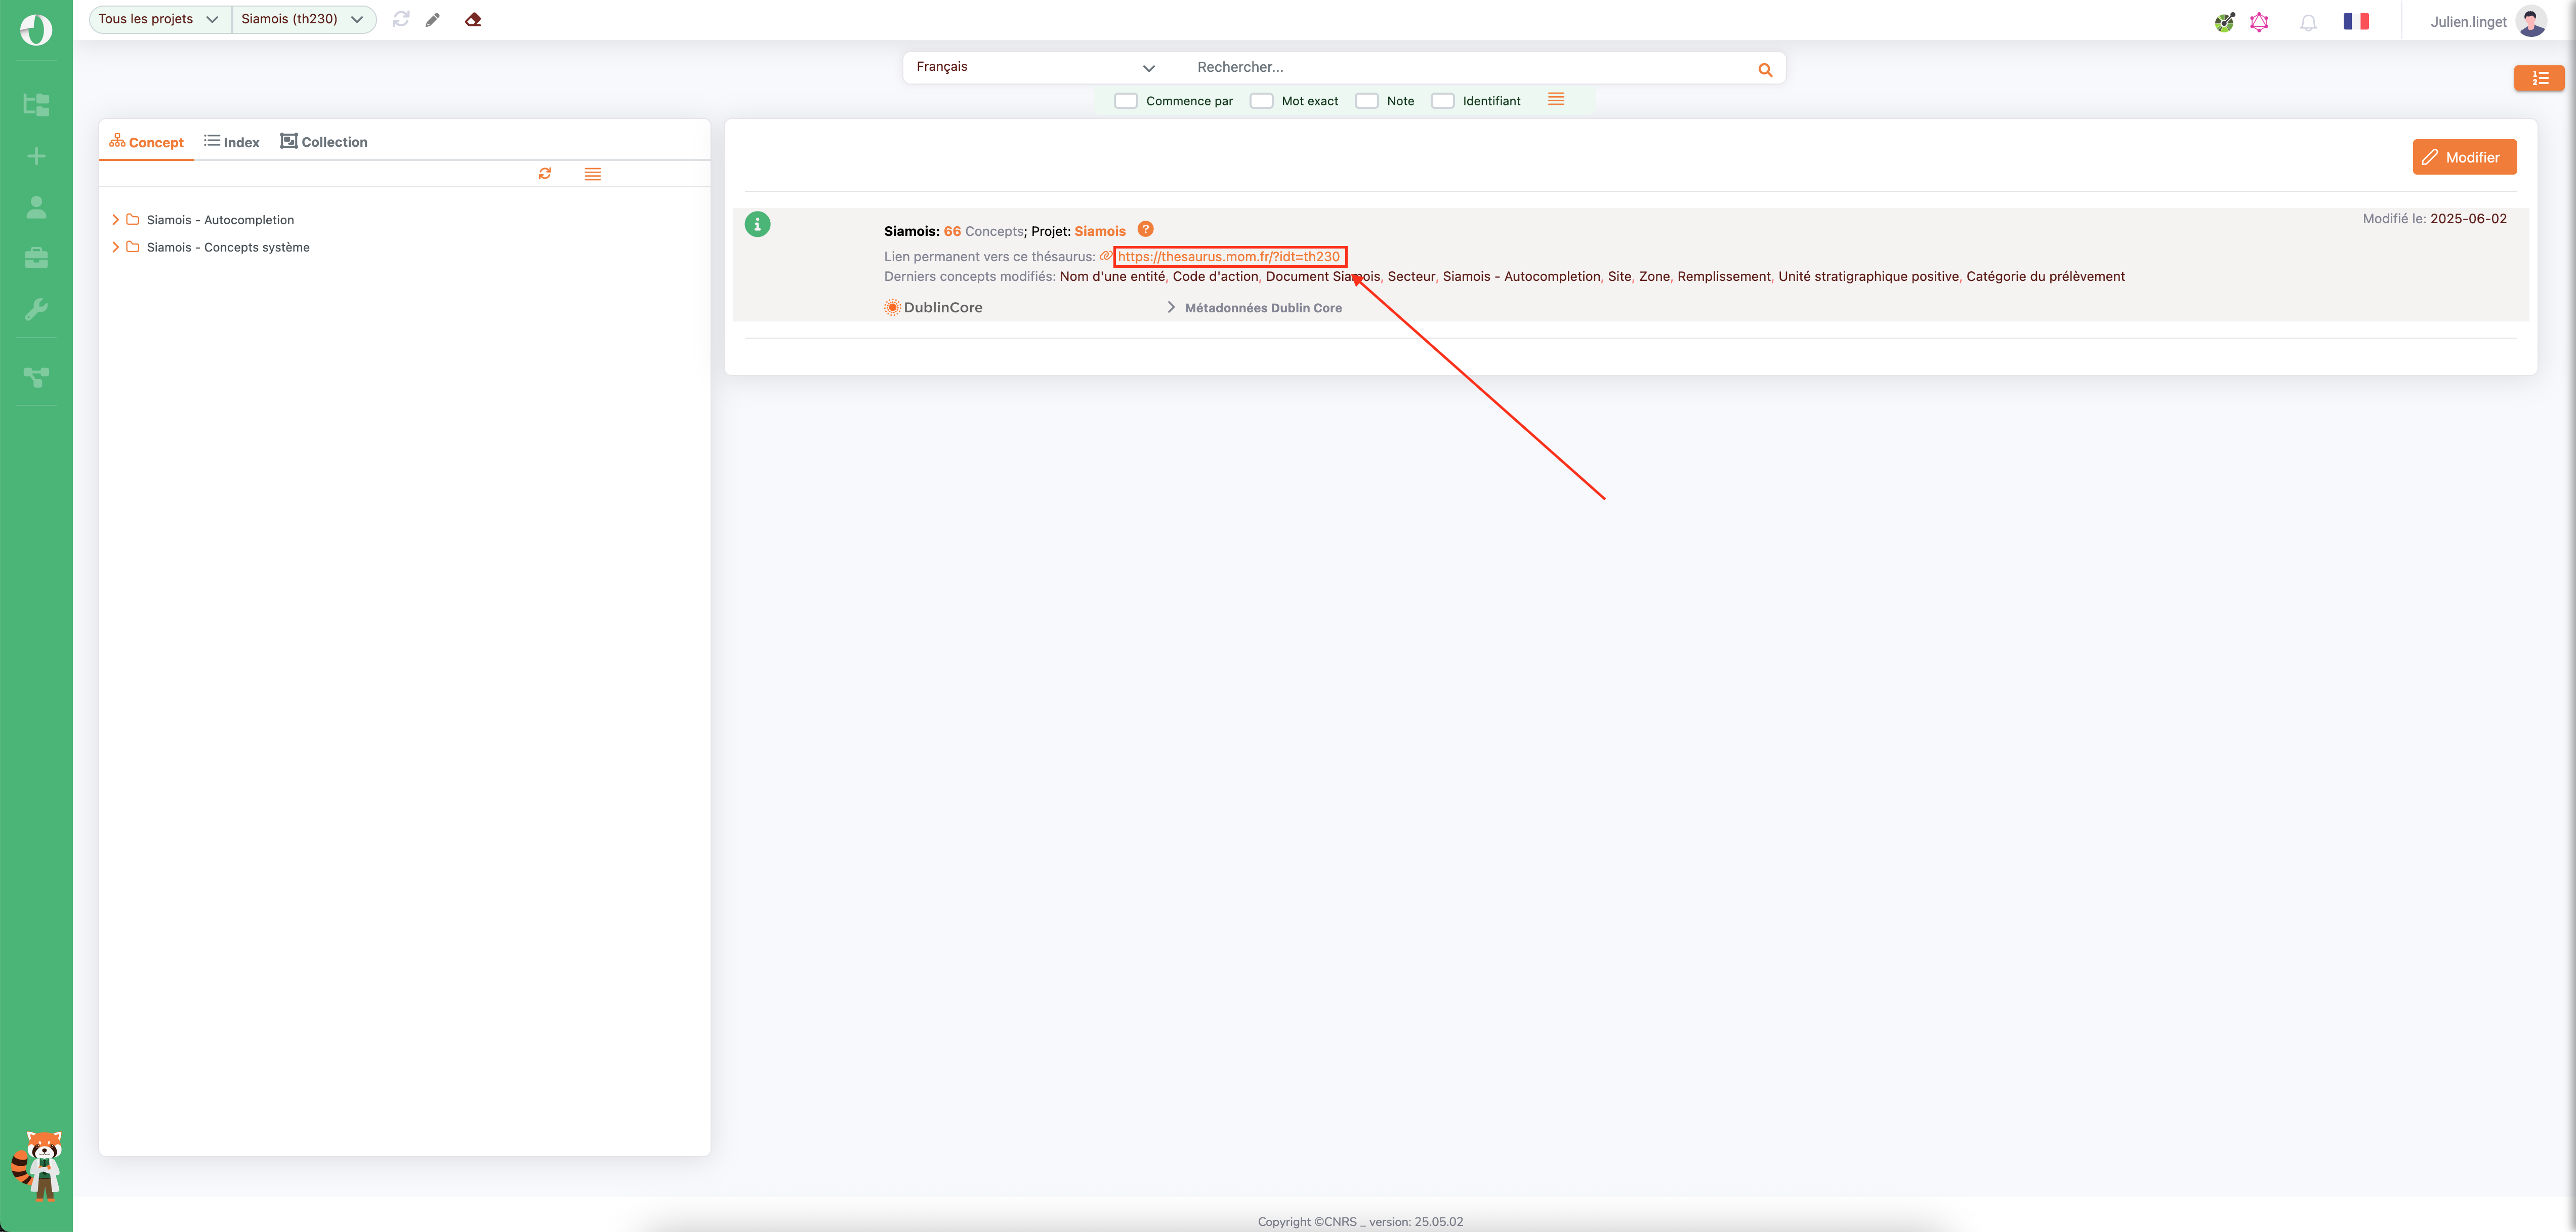 Tous les projets
Siamois (th230)
Julien.linget
Français
Rechercher...
Commence par
Mot exact
Note
Identifiant
Concept
Index
Collection
Siamois - Autocompletion
Siamois - Concepts système
Modifier
Siamois: 66 Concepts; Projet: Siamois
Modifié le: 2025-06-02
Lien permanent vers ce thésaurus: https://thesaurus.mom.fr/?idt=th230
Derniers concepts modifiés: Nom d'une entité, Code d'action, Document Siamois, Secteur, Siamois - Autocompletion, Site, Zone, Remplissement, Unité stratigraphique positive, Catégorie du prélèvement
DublinCore
Métadonnées Dublin Core
Copyright ©CNRS _ version: 25.05.02